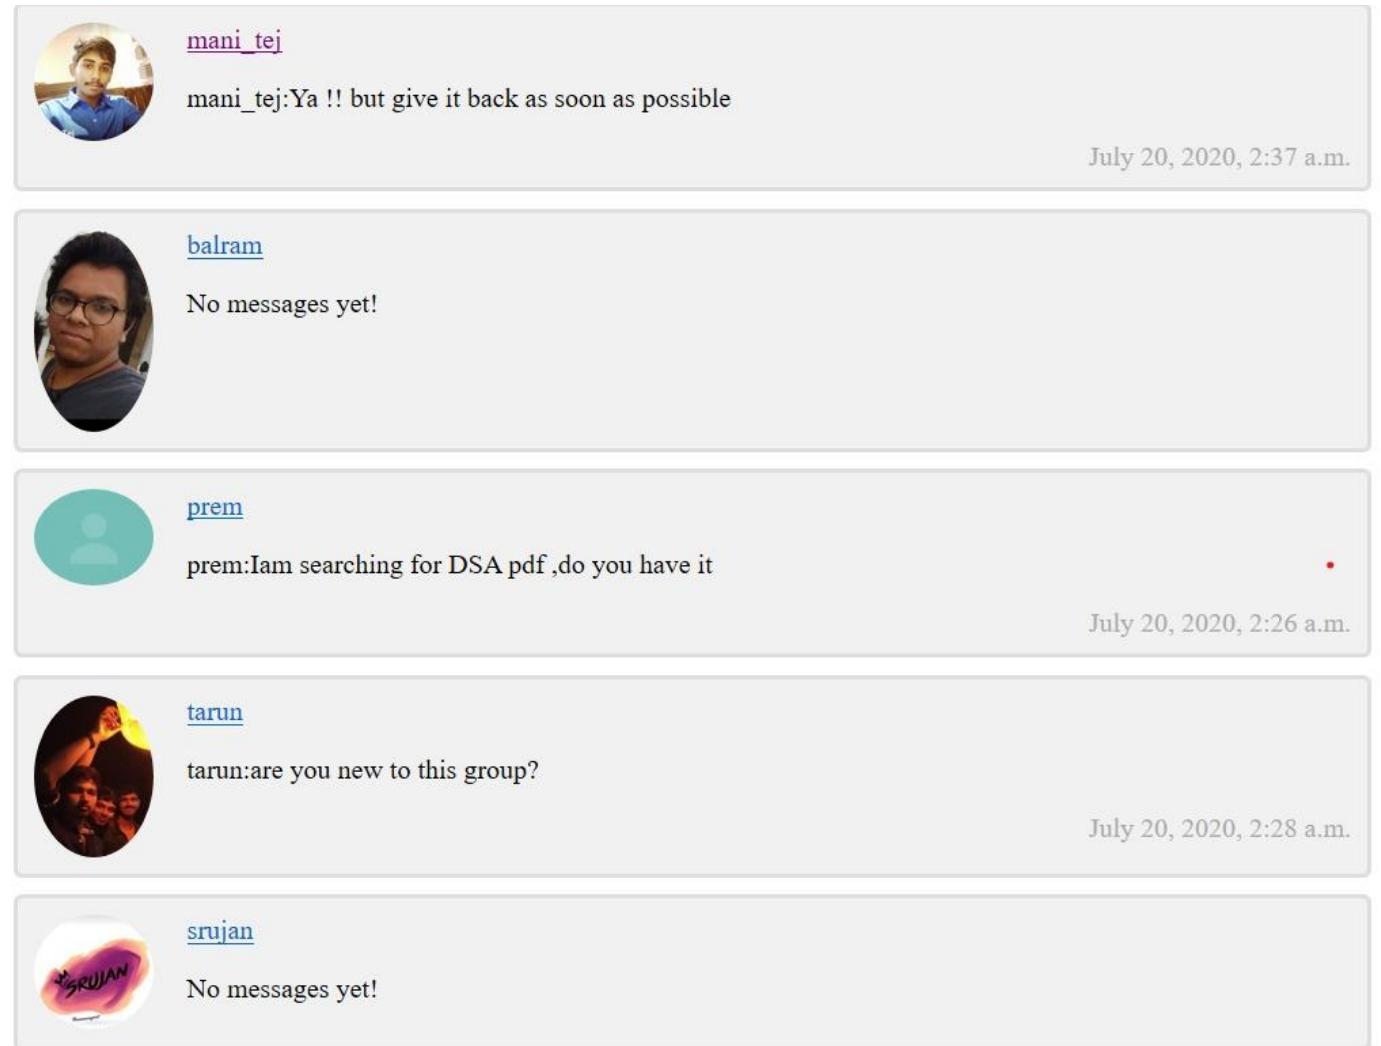 mani_tej
mani_tej:Ya !! but give it back as soon as possible
July 20, 2020, 2:37 a.m.
balram
No messages yet!
prem
prem:Iam searching for DSA pdf ,do you have it
July 20, 2020, 2:26 a.m.
tarun
tarun:are you new to this group?
July 20, 2020, 2:28 a.m.
srujan
SRUJAN
No messages yet!